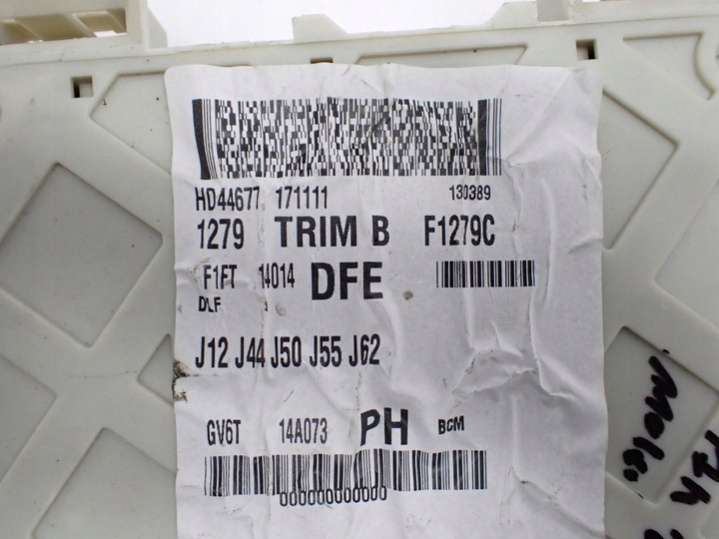 HD44677 171111 130389
1279 TRIM B F1279C
F1FT 14014 DFE
DLF
J12 J44 J50 J55 J62
GV6T 14A073 PH BCM
000000000000